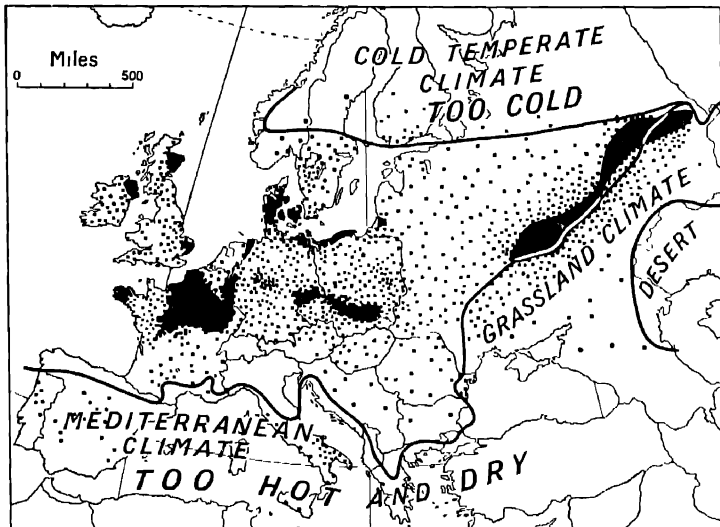 Miles
0 500
COLD TEMPERATE
CLIMATE
TOO COLD
GRASSLAND CLIMATE
DESERT
MEDITERRANEAN
CLIMATE
TOO HOT AND DRY